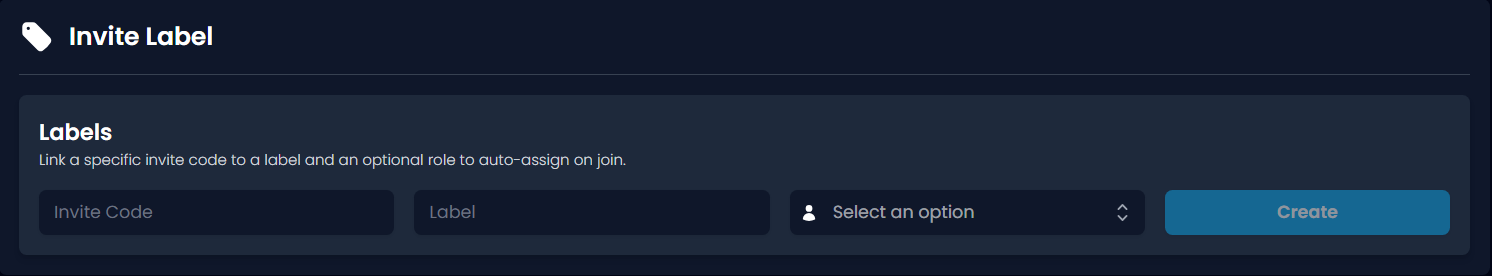 Invite Label
Labels
Link a specific invite code to a label and an optional role to auto-assign on join.
Invite Code
Label
Select an option
Create